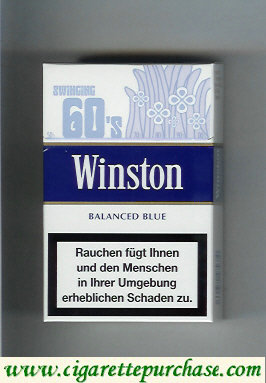 SWINGING
60's
Winston
BALANCED BLUE
Rauchen fügt Ihnen
und den Menschen
in Ihrer Umgebung
erheblichen Schaden zu.
www.cigarettepurchase.com